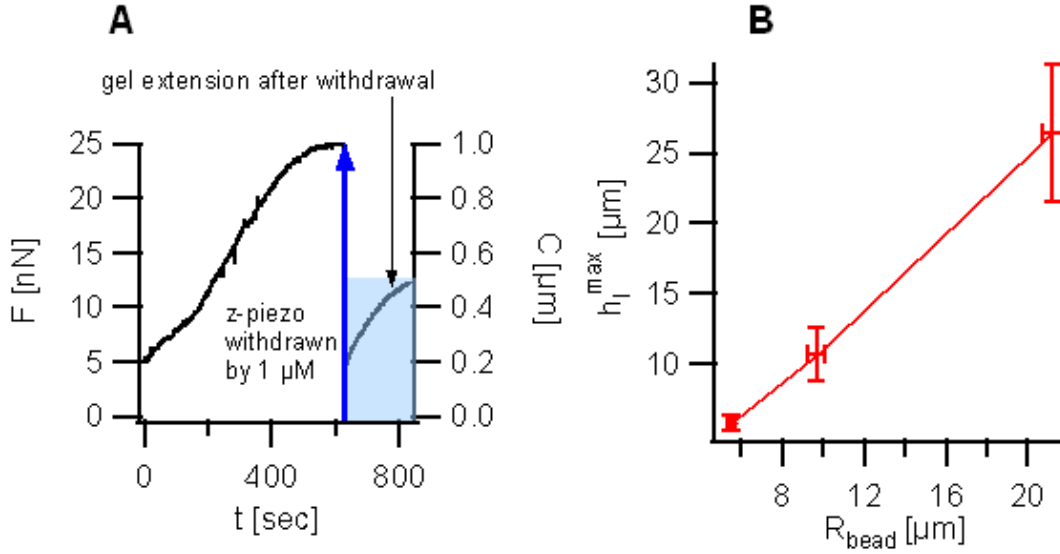 A
gel extension after withdrawal
25
20
15
10
5
0
F [nN]
z-piezo
withdrawn
by 1 µM
1.0
0.8
0.6
0.4
0.2
0.0
C [µm]
0
400
800
t [sec]
B
30
25
20
15
10
h_l^max [µm]
8
12
16
20
R_bead [µm]